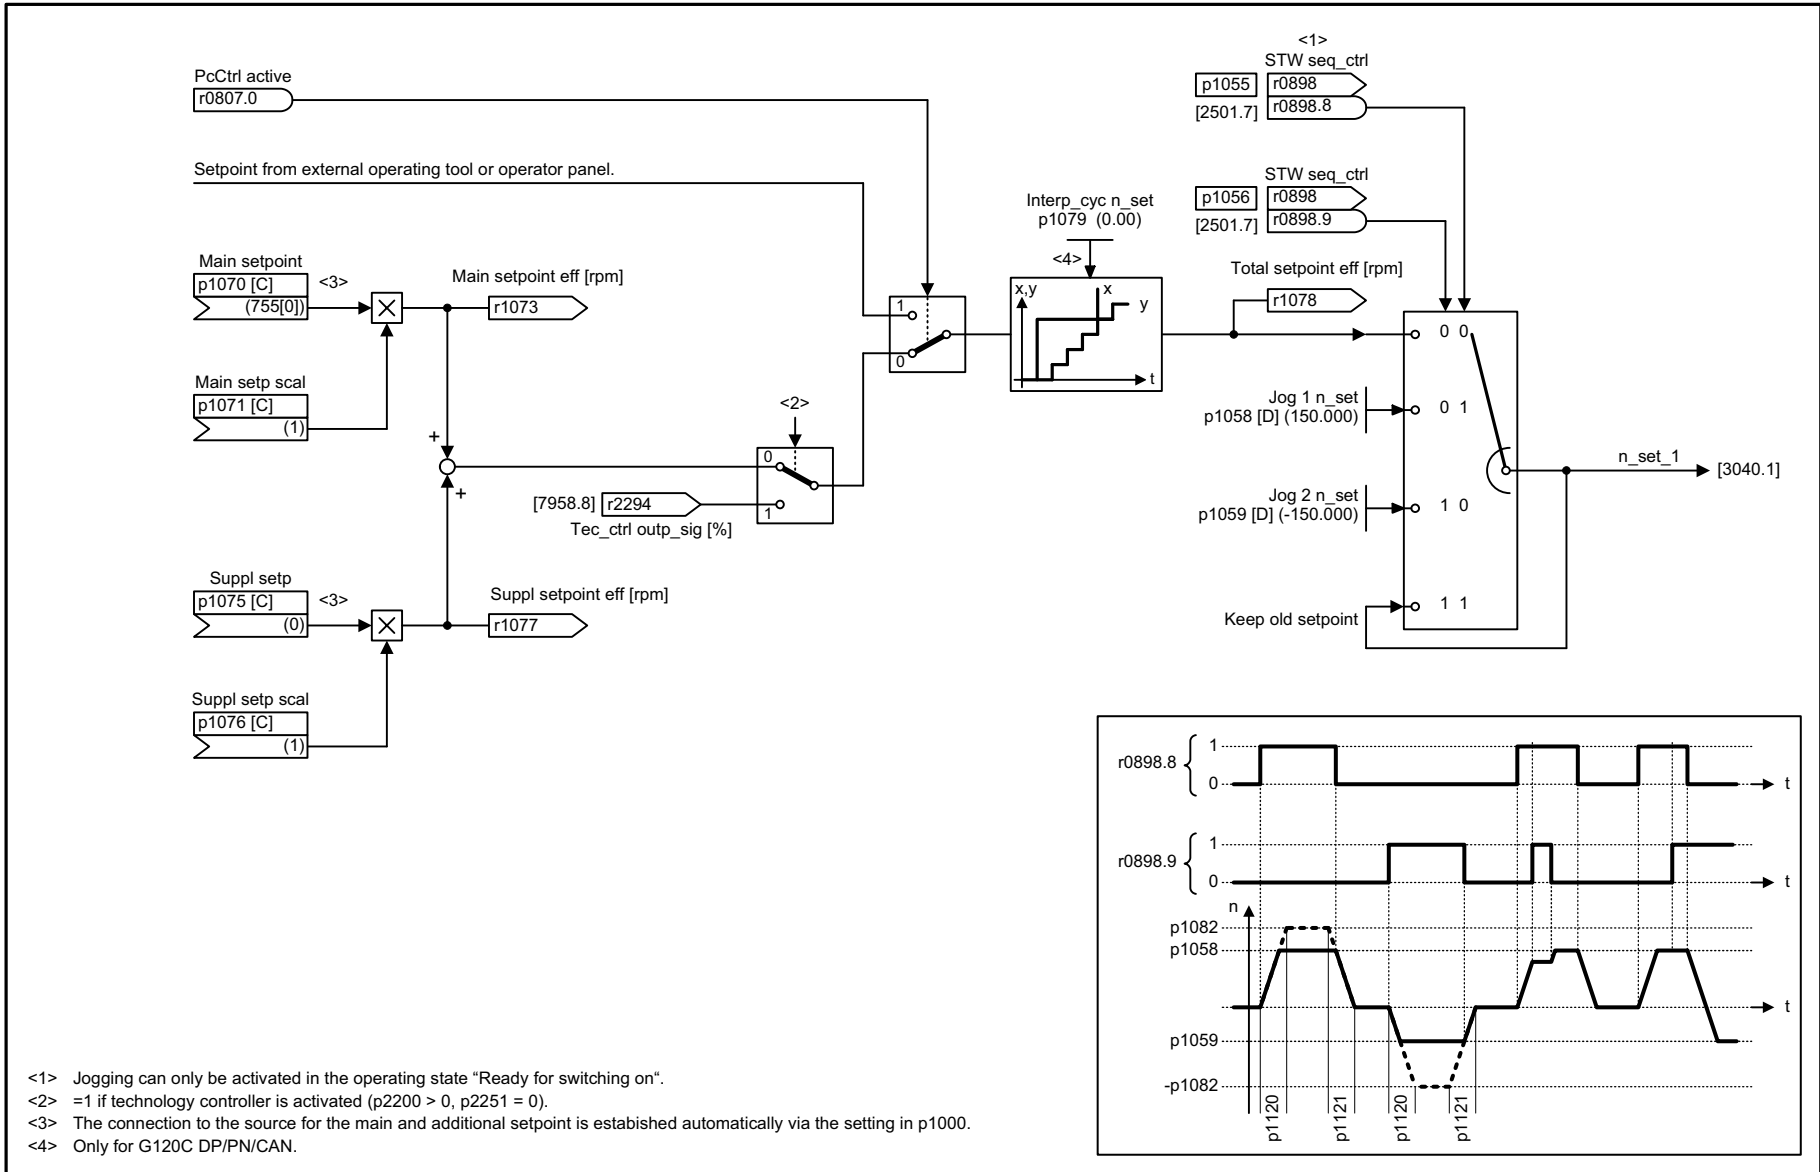 <1>
STW seq_ctrl
p1055 r0898
[2501.7] r0898.8
PcCtrl active
r0807.0
Setpoint from external operating tool or operator panel.
STW seq_ctrl
p1056 r0898
[2501.7] r0898.9
Interp_cyc n_set
p1079 (0.00)
<4>
Main setpoint
p1070 [C] <3>
(755[0])
Main setpoint eff [rpm]
r1073
Total setpoint eff [rpm]
r1078
x,y x y
t
1
0
0 0
Main setp scal
p1071 [C]
(1)
<2>
Jog 1 n_set
p1058 [D] (150.000)
0 1
+
+
0
1
[7958.8] r2294
Tec_ctrl outp_sig [%]
n_set_1
[3040.1]
Jog 2 n_set
p1059 [D] (-150.000)
1 0
Suppl setp
p1075 [C] <3>
(0)
Suppl setpoint eff [rpm]
r1077
Keep old setpoint
1 1
Suppl setp scal
p1076 [C]
(1)
r0898.8
1
0
t
r0898.9
1
0
t
n
p1082
p1058
t
p1059
-p1082
p1120
p1121
p1120
p1121
<1> Jogging can only be activated in the operating state “Ready for switching on“.
<2> =1 if technology controller is activated (p2200 > 0, p2251 = 0).
<3> The connection to the source for the main and additional setpoint is estabished automatically via the setting in p1000.
<4> Only for G120C DP/PN/CAN.